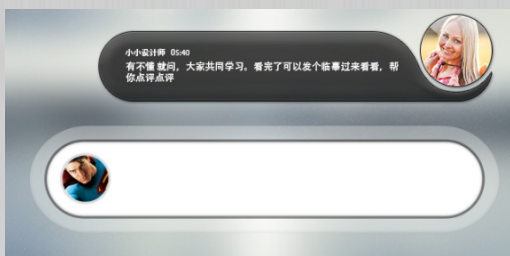 小小设计师 05:40
有不懂就问，大家共同学习。看完了可以发个临摹过来看看，帮
你点评点评